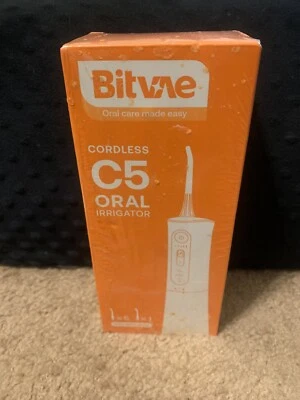 Bitvae
Oral care made easy
CORDLESS
C5
ORAL
IRRIGATOR